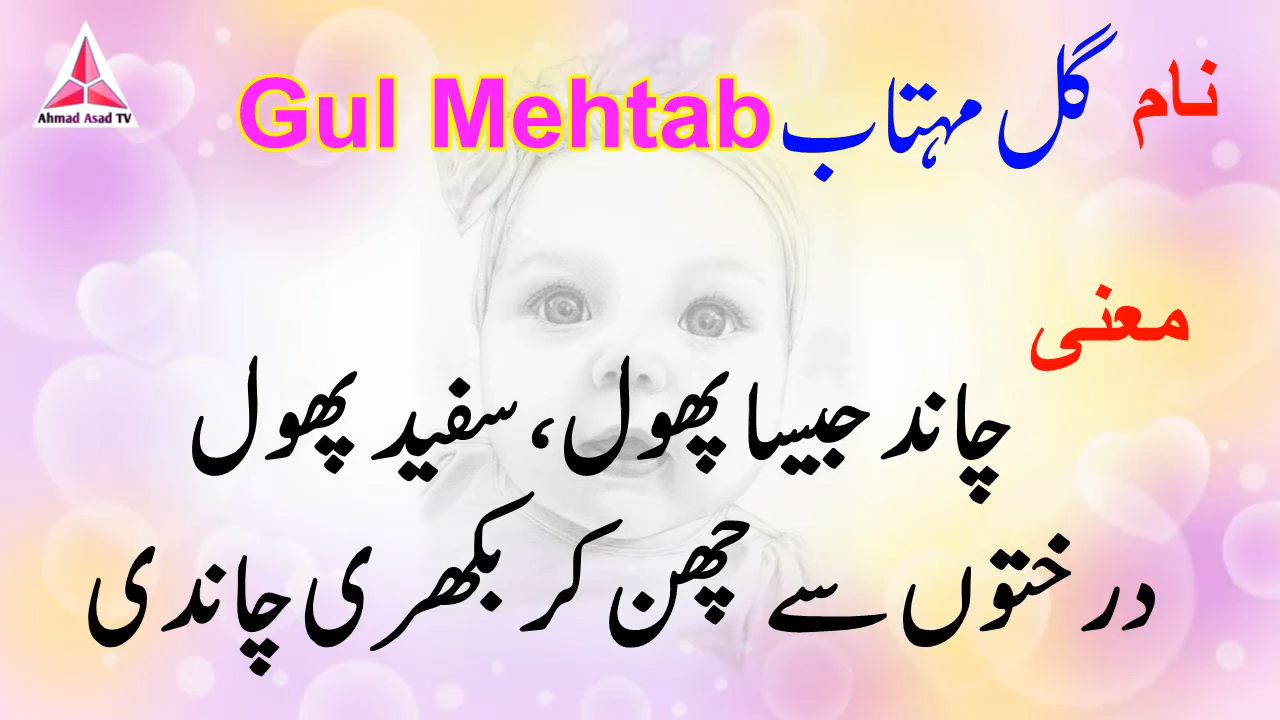 Ahmad Asad TV
نام گل مہتاب Gul Mehtab
معنی
چاند جیسا پھول، سفید پھول
درختوں سے چھن کر بکھری چاندی